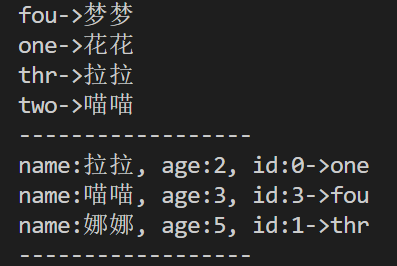 fou->梦梦
one->花花
thr->拉拉
two->喵喵
------------------
name:拉拉, age:2, id:0->one
name:喵喵, age:3, id:3->fou
name:娜娜, age:5, id:1->thr
------------------